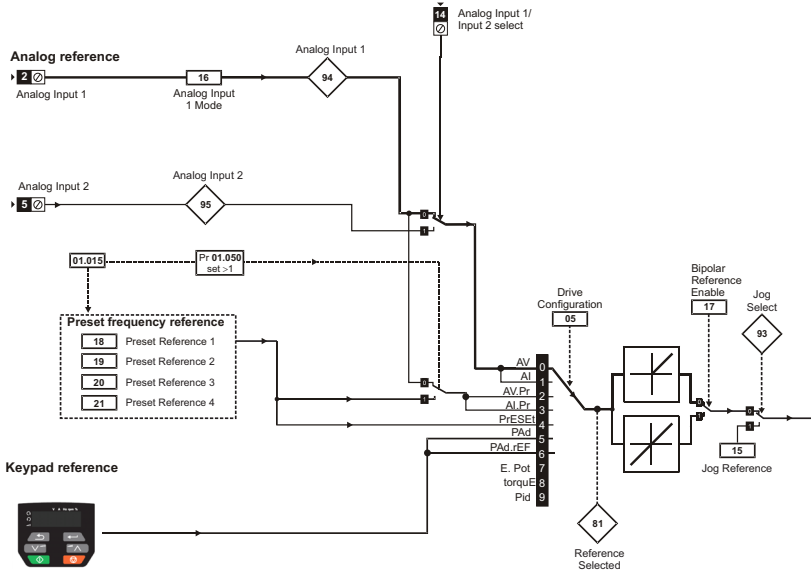 14
Analog Input 1/
Input 2 select
Analog reference
2
Analog Input 1
16
Analog Input
1 Mode
Analog Input 1
94
Analog Input 2
5
Analog Input 2
95
0
1
01.015
Pr 01.050
set >1
Preset frequency reference
18 Preset Reference 1
19 Preset Reference 2
20 Preset Reference 3
21 Preset Reference 4
0
1
Drive
Configuration
05
AV 0
AI 1
AV.Pr 2
AI.Pr 3
PrESEt 4
PAd 5
PAd.rEF 6
E. Pot 7
torquE 8
Pid 9
81
Reference
Selected
Bipolar
Reference
Enable
17
0
1
Jog
Select
93
0
1
15
Jog Reference
Keypad reference